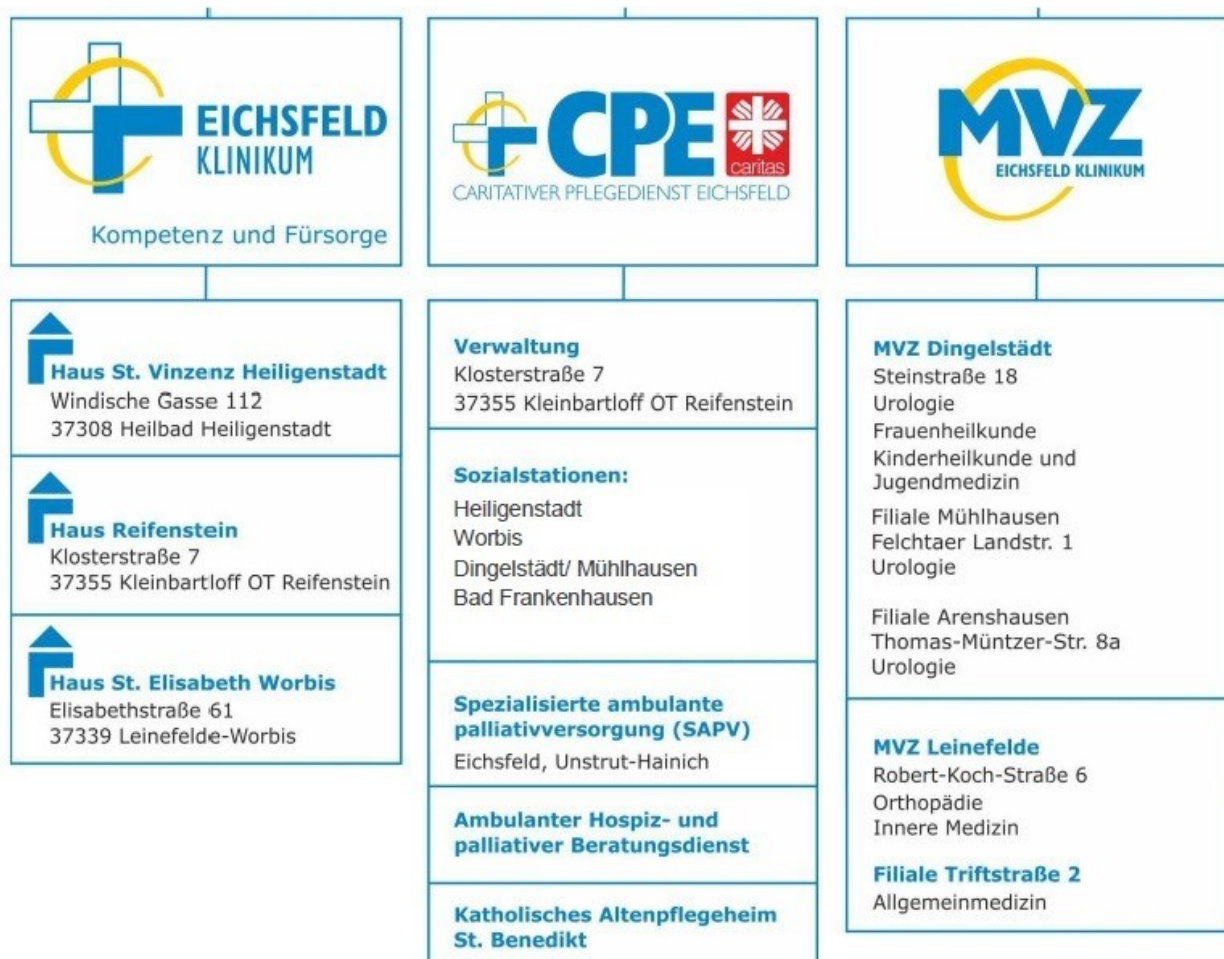 EICHSFELD
KLINIKUM
Kompetenz und Fürsorge
Haus St. Vinzenz Heiligenstadt
Windische Gasse 112
37308 Heilbad Heiligenstadt
Haus Reifenstein
Klosterstraße 7
37355 Kleinbartloff OT Reifenstein
Haus St. Elisabeth Worbis
Elisabethstraße 61
37339 Leinefelde-Worbis
CPE
caritas
CARITATIVER PFLEGEDIENST EICHSFELD
Verwaltung
Klosterstraße 7
37355 Kleinbartloff OT Reifenstein
Sozialstationen:
Heiligenstadt
Worbis
Dingelstädt/ Mühlhausen
Bad Frankenhausen
Spezialisierte ambulante
palliativversorgung (SAPV)
Eichsfeld, Unstrut-Hainich
Ambulanter Hospiz- und
palliativer Beratungsdienst
Katholisches Altenpflegeheim
St. Benedikt
MVZ
EICHSFELD KLINIKUM
MVZ Dingelstädt
Steinstraße 18
Urologie
Frauenheilkunde
Kinderheilkunde und
Jugendmedizin
Filiale Mühlhausen
Felchtaer Landstr. 1
Urologie
Filiale Arenshausen
Thomas-Müntzer-Str. 8a
Urologie
MVZ Leinefelde
Robert-Koch-Straße 6
Orthopädie
Innere Medizin
Filiale Triftstraße 2
Allgemeinmedizin